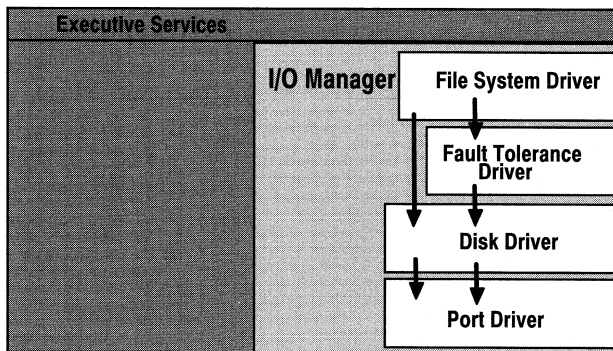 Executive Services
I/O Manager
File System Driver
Fault Tolerance
Driver
Disk Driver
Port Driver